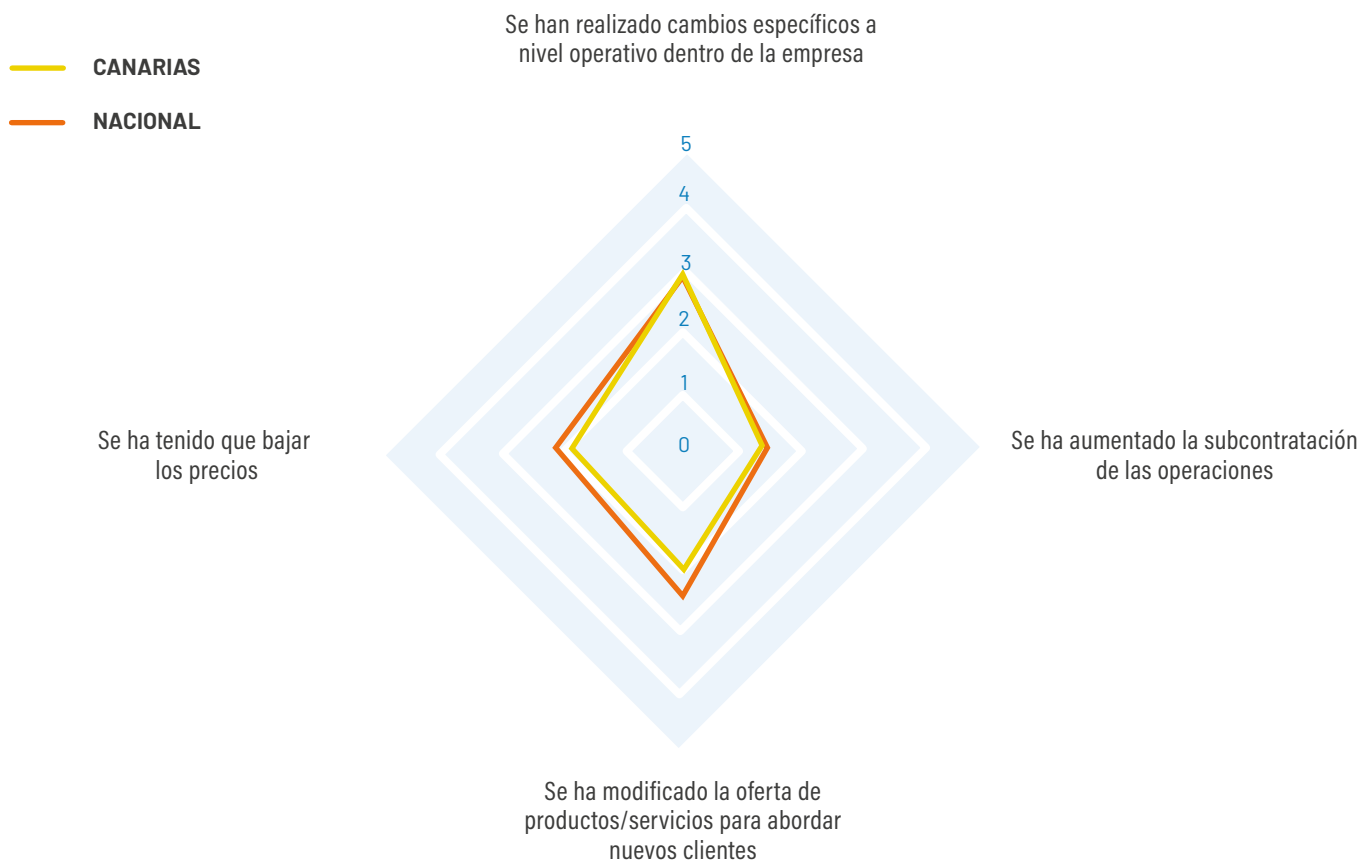 Se han realizado cambios específicos a
nivel operativo dentro de la empresa
CANARIAS
NACIONAL
5
4
3
2
1
0
Se ha tenido que bajar
los precios
Se ha aumentado la subcontratación
de las operaciones
Se ha modificado la oferta de
productos/servicios para abordar
nuevos clientes